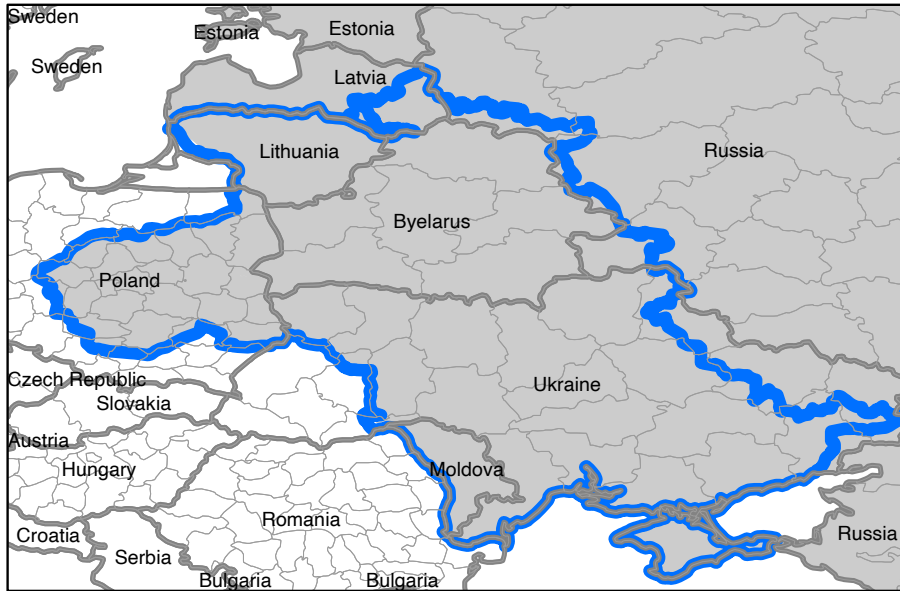 Sweden
Estonia
Estonia
Sweden
Latvia
Lithuania
Russia
Byelarus
Poland
Czech Republic
Slovakia
Ukraine
Austria
Hungary
Moldova
Romania
Croatia
Serbia
Russia
Bulgaria
Bulgaria